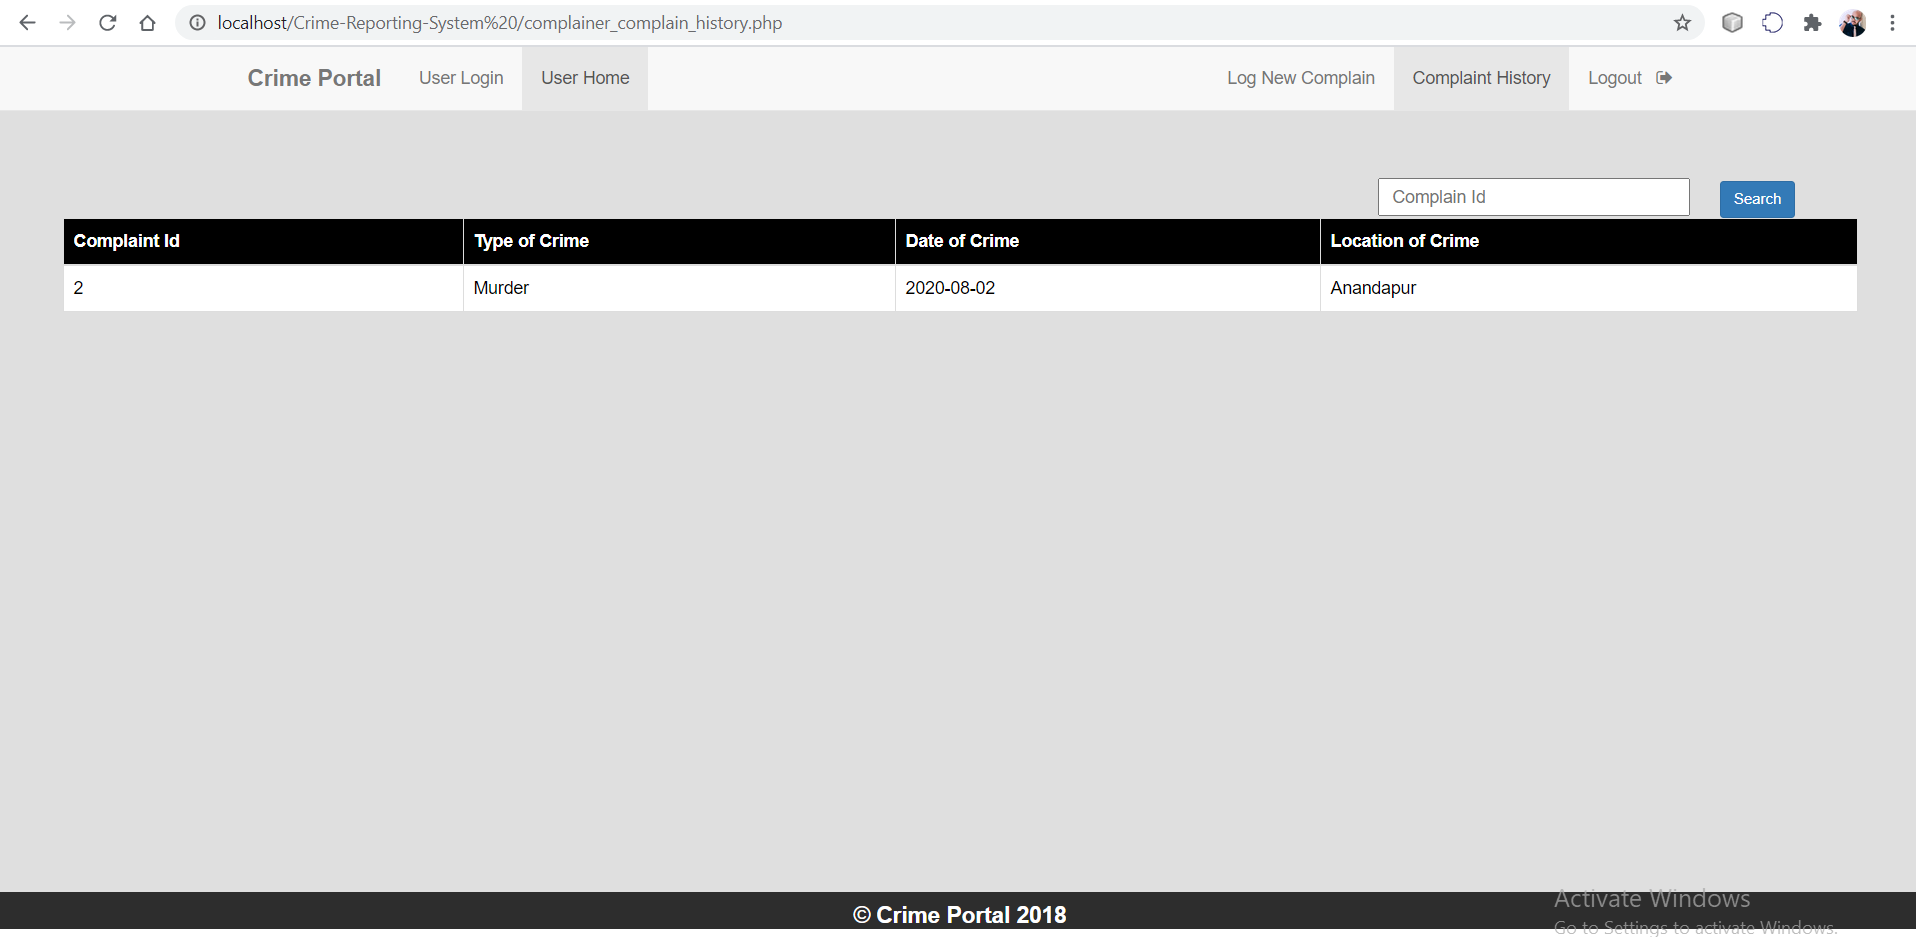 localhost/Crime-Reporting-System%20/complainer_complain_history.php
Crime Portal User Login User Home Log New Complain Complaint History Logout
Complain Id Search
Complaint Id Type of Crime Date of Crime Location of Crime
2 Murder 2020-08-02 Anandapur
© Crime Portal 2018
Activate Windows
Go to Settings to activate Windows.